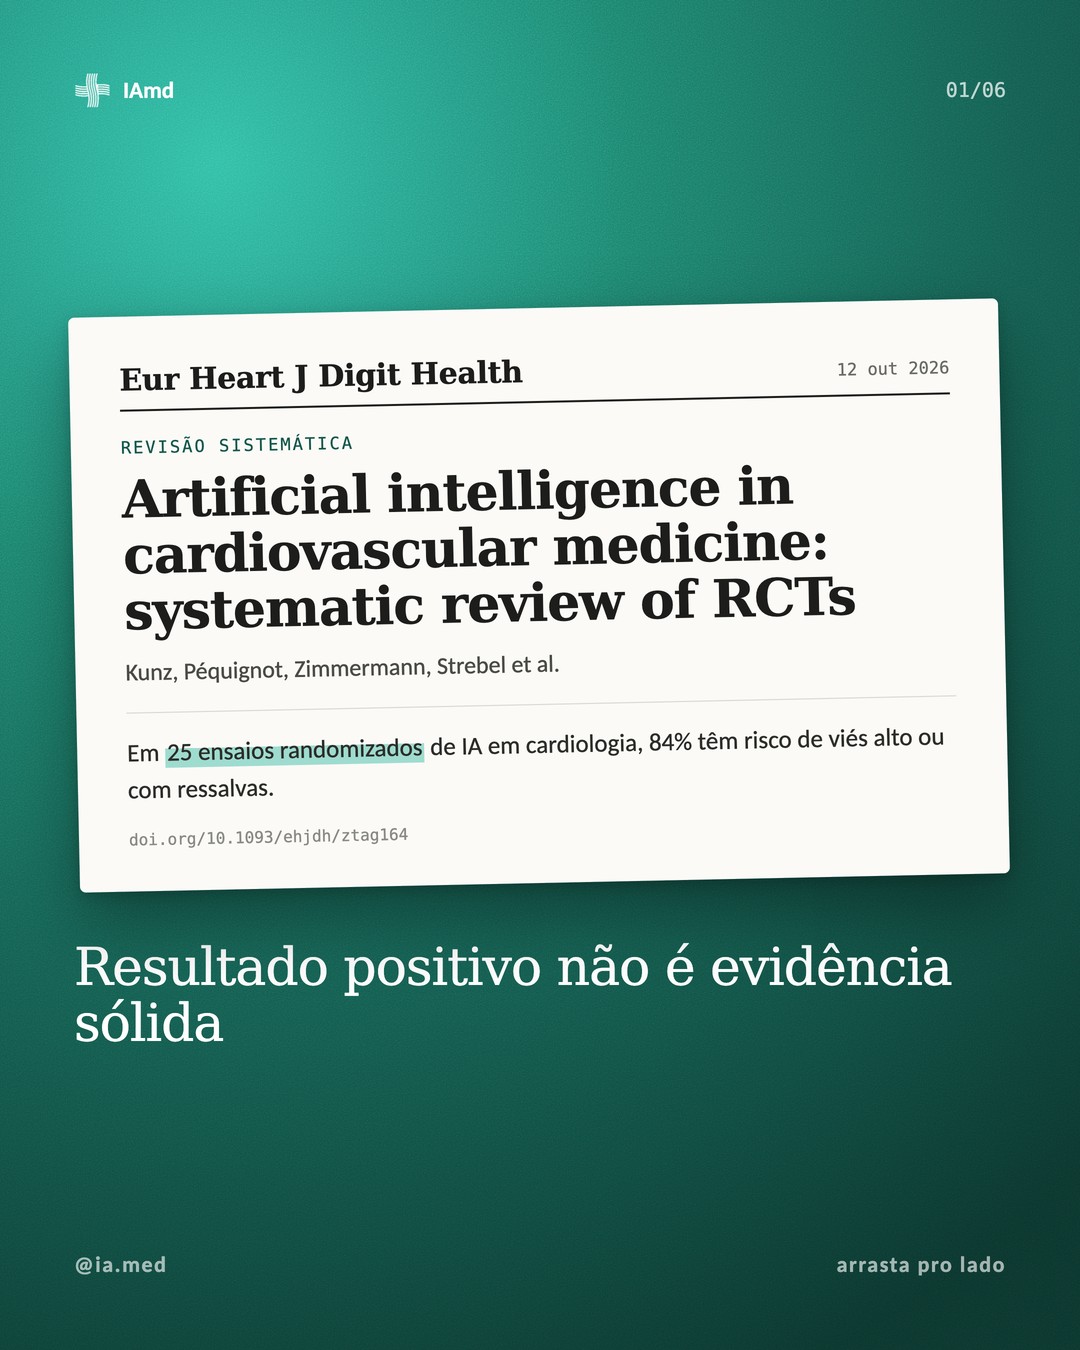 IAmd
01/06
Eur Heart J Digit Health
12 out 2026
REVISÃO SISTEMÁTICA
Artificial intelligence in
cardiovascular medicine:
systematic review of RCTs
Kunz, Péquignot, Zimmermann, Strebel et al.
Em 25 ensaios randomizados de IA em cardiologia, 84% têm risco de viés alto ou
com ressalvas.
doi.org/10.1093/ehjdh/ztag164
Resultado positivo não é evidência
sólida
@ia.med
arrasta pro lado